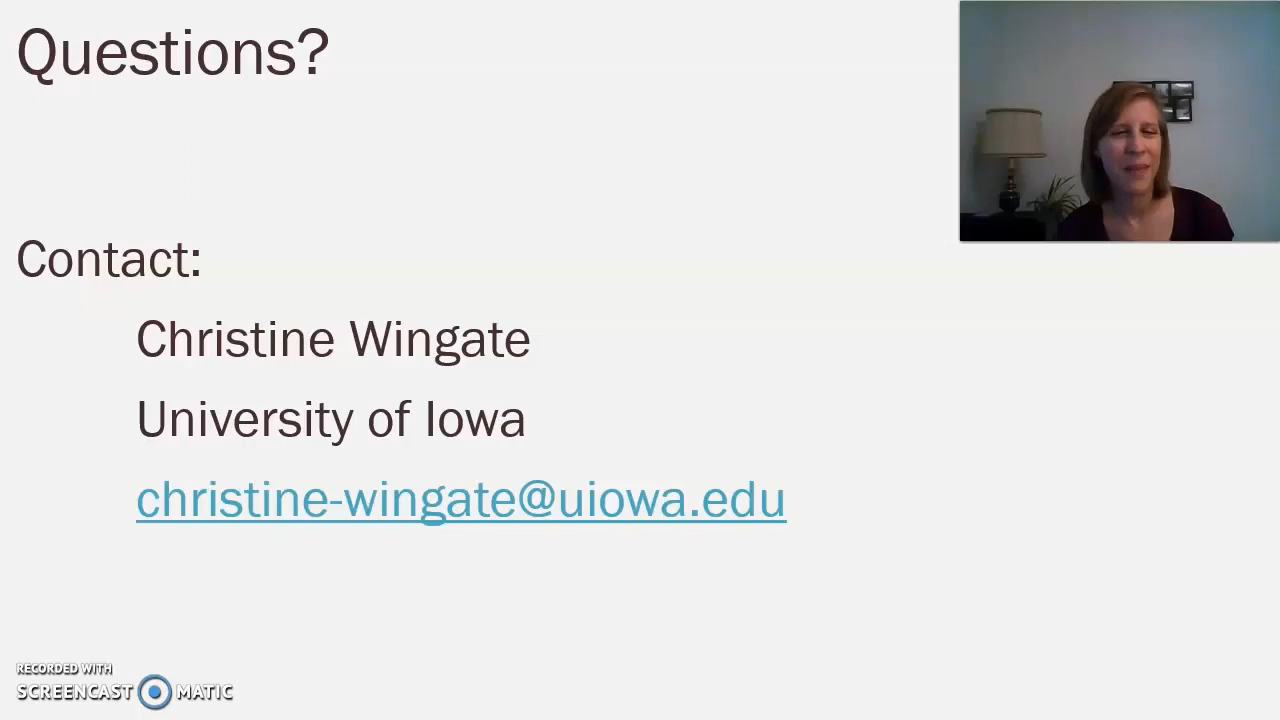 Questions?
Contact:
Christine Wingate
University of Iowa
christine-wingate@uiowa.edu
RECORDED WITH
SCREENCAST MATIC